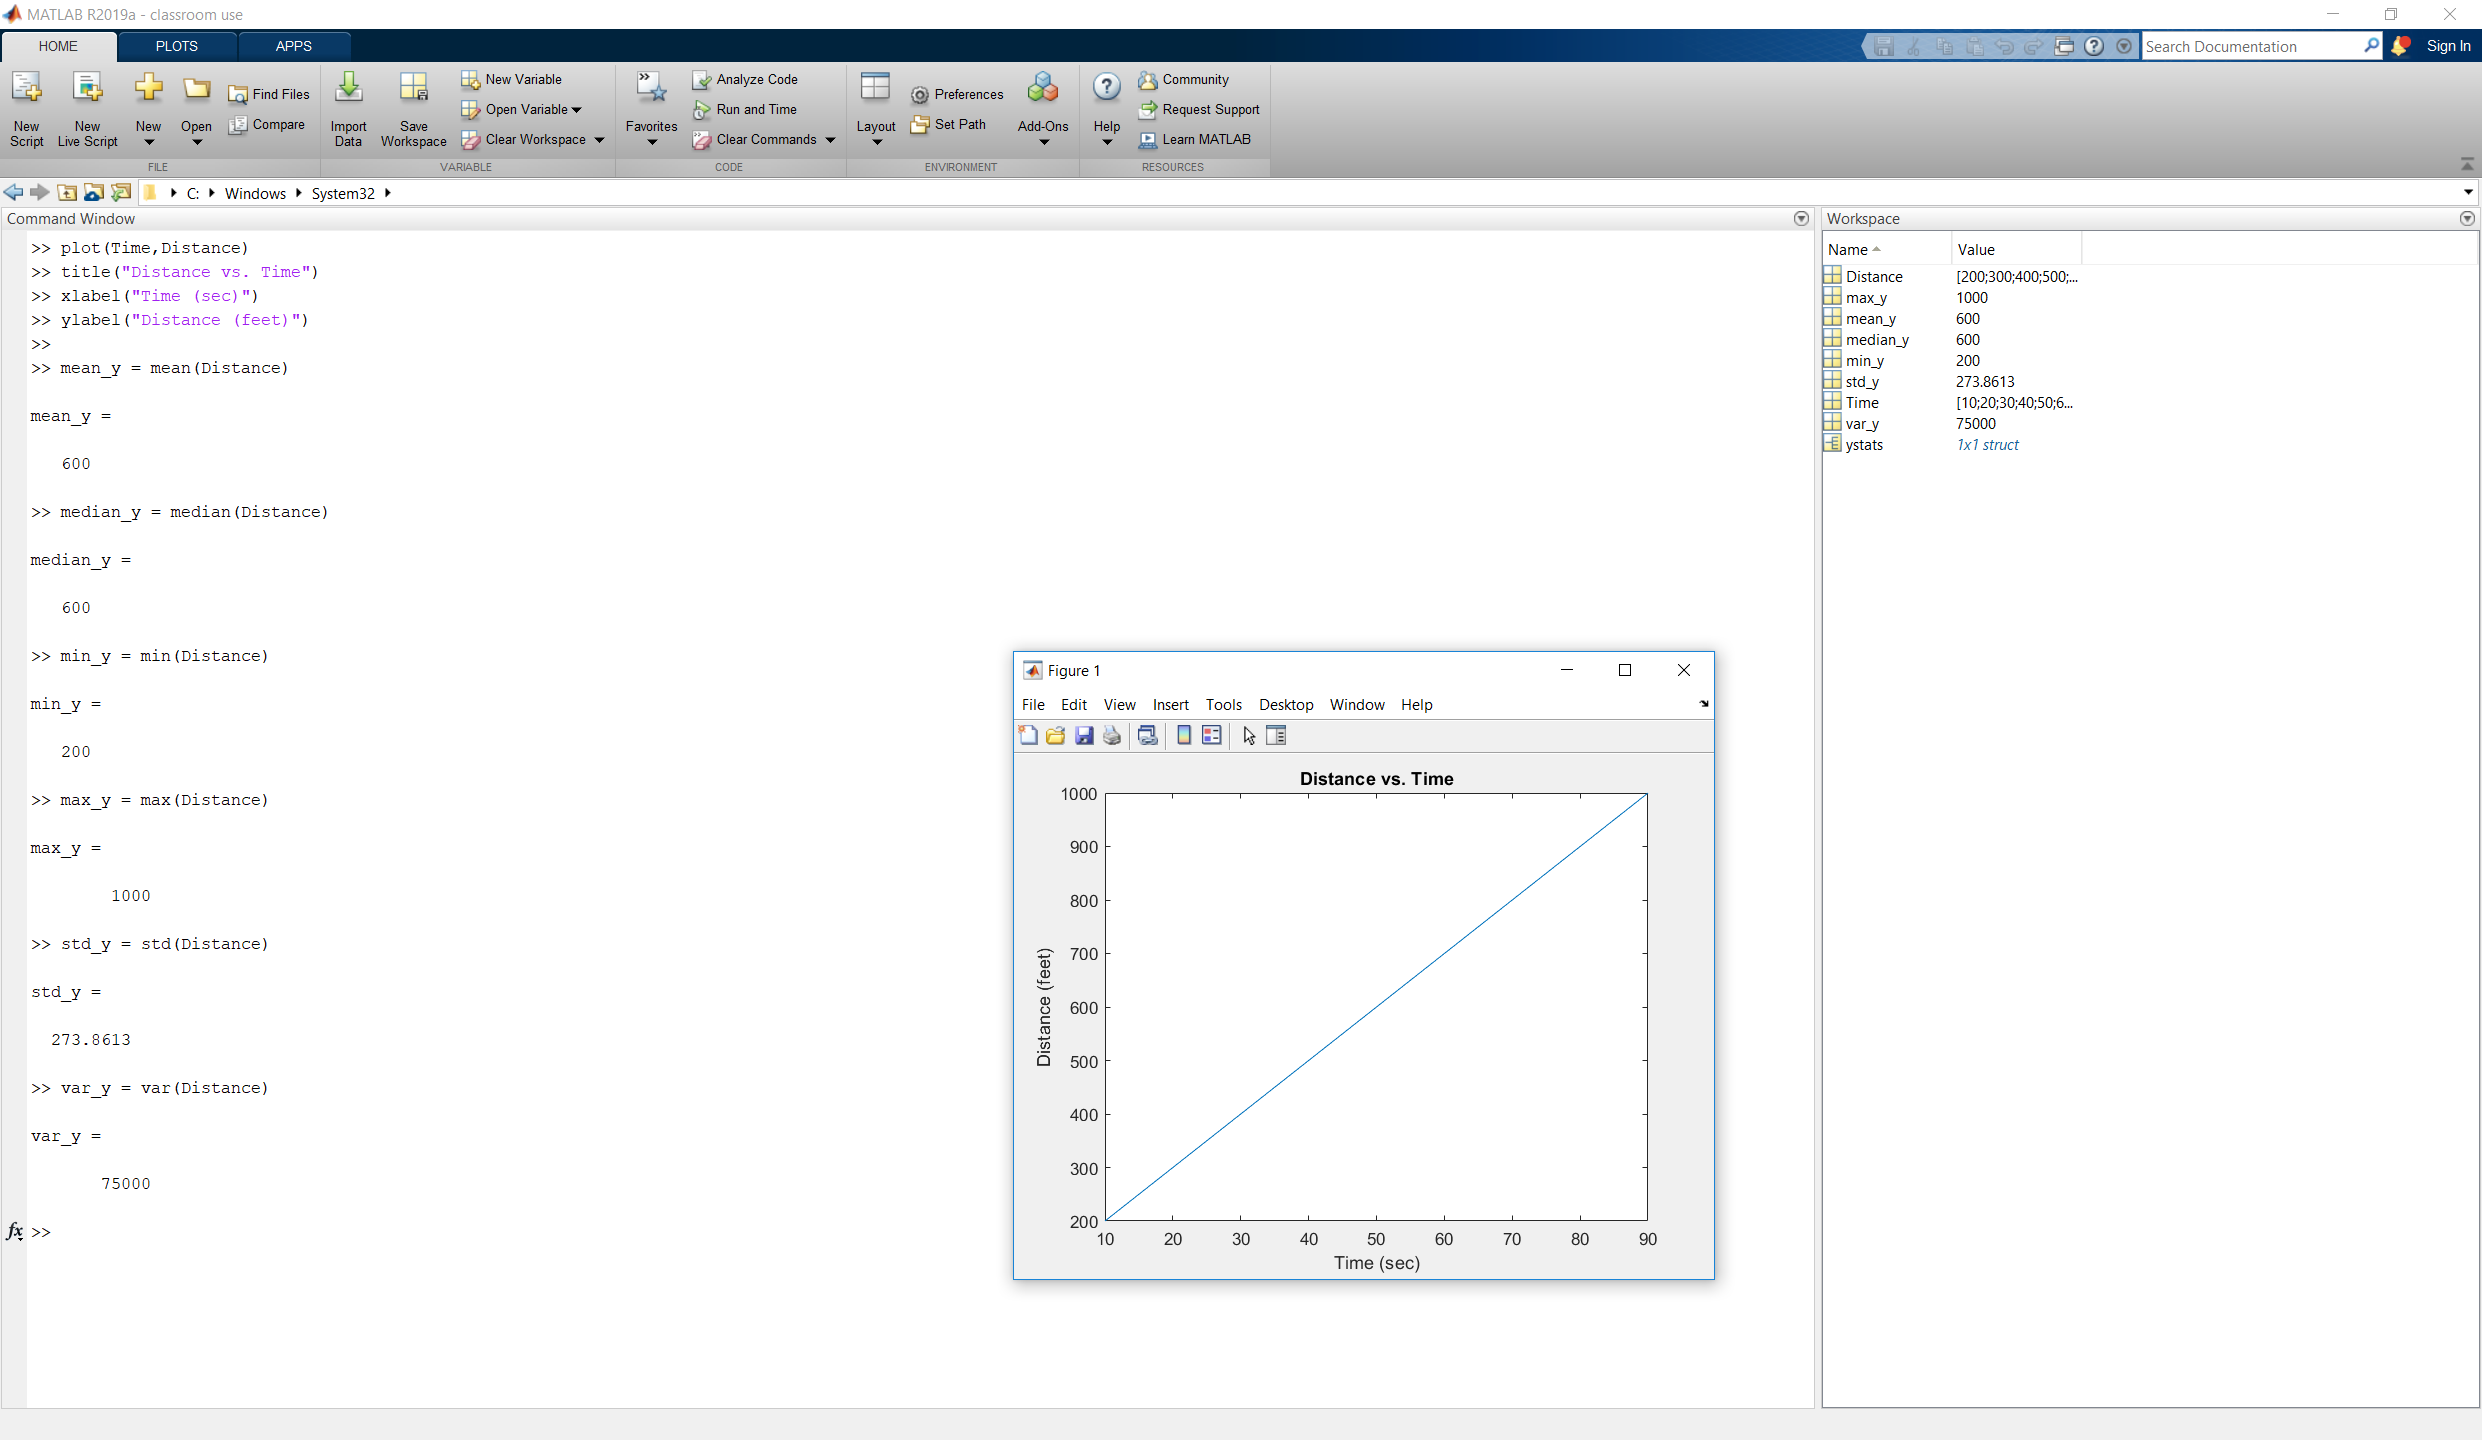 MATLAB R2019a - classroom use
HOME PLOTS APPS
Search Documentation Sign In
New Script
New Live Script
New
Open
Find Files
Compare
FILE
Import Data
Save Workspace
New Variable
Open Variable
Clear Workspace
VARIABLE
Favorites
Analyze Code
Run and Time
Clear Commands
CODE
Layout
Preferences
Set Path
Add-Ons
ENVIRONMENT
Help
Community
Request Support
Learn MATLAB
RESOURCES
C: Windows System32
Command Window
>> plot(Time,Distance)
>> title("Distance vs. Time")
>> xlabel("Time (sec)")
>> ylabel("Distance (feet)")
>>
>> mean_y = mean(Distance)
mean_y =
600
>> median_y = median(Distance)
median_y =
600
>> min_y = min(Distance)
min_y =
200
>> max_y = max(Distance)
max_y =
1000
>> std_y = std(Distance)
std_y =
273.8613
>> var_y = var(Distance)
var_y =
75000
fx >>
Figure 1
File Edit View Insert Tools Desktop Window Help
Distance vs. Time
1000
900
800
700
600
500
400
300
200
Distance (feet)
10 20 30 40 50 60 70 80 90
Time (sec)
Workspace
Name Value
Distance [200;300;400;500;...
max_y 1000
mean_y 600
median_y 600
min_y 200
std_y 273.8613
Time [10;20;30;40;50;6...
var_y 75000
ystats 1x1 struct